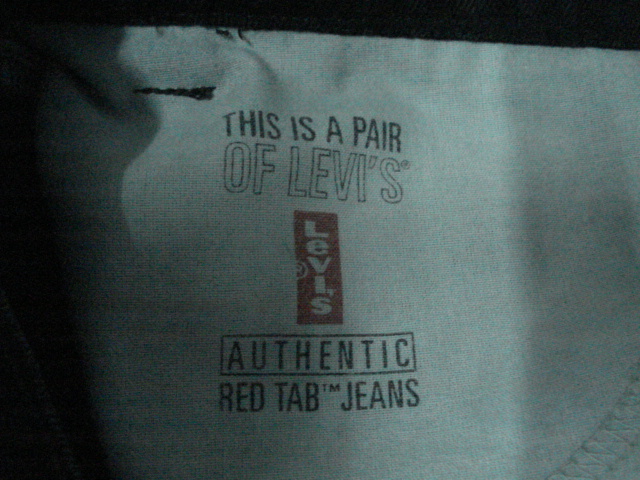 THIS IS A PAIR
OF LEVI'S®
Levi's
®
AUTHENTIC
RED TAB™ JEANS